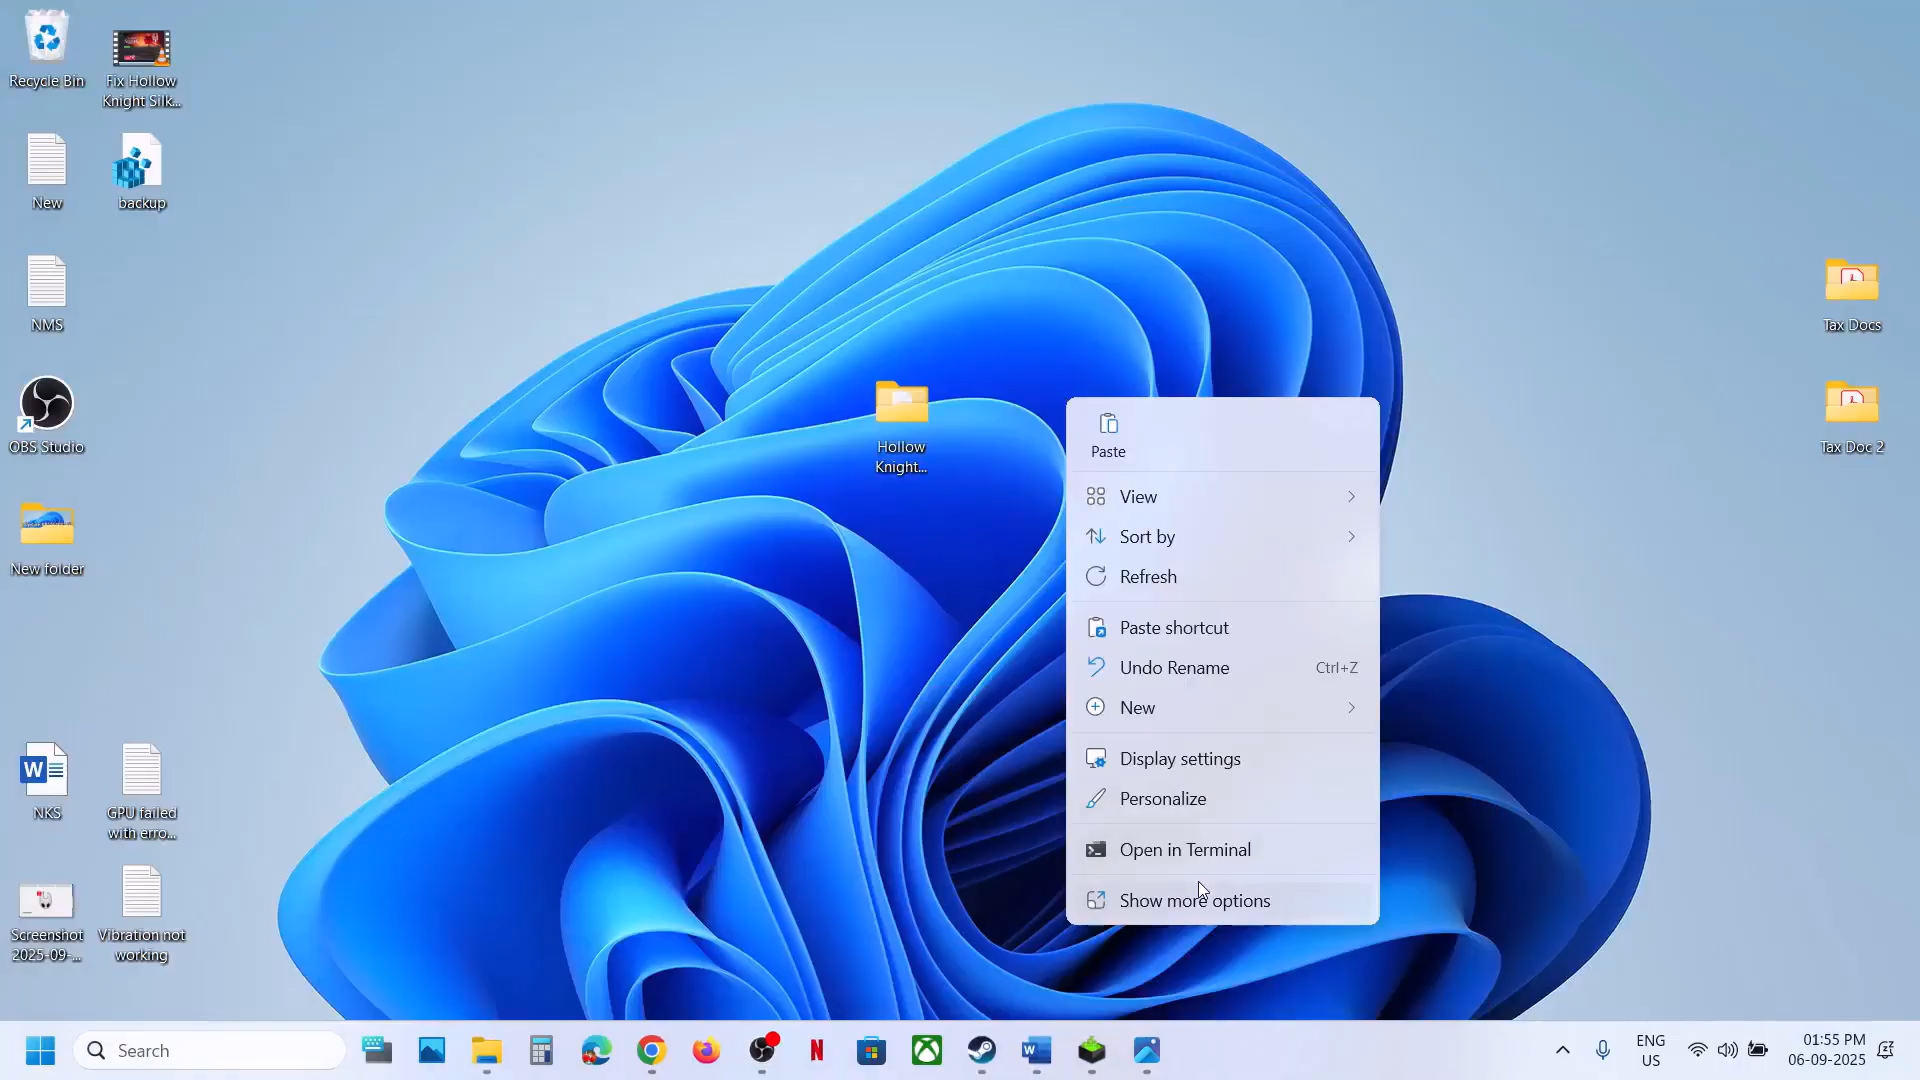 Recycle Bin
Fix Hollow
Knight Silk...
New
backup
NMS
OBS Studio
New folder
W
NKS
GPU failed
with erro...
Screenshot
2025-09-...
Vibration not
working
Hollow
Knight...
Tax Docs
Tax Doc 2
Paste
View
Sort by
Refresh
Paste shortcut
Undo Rename Ctrl+Z
New
Display settings
Personalize
Open in Terminal
Show more options
Search
N
W
ENG
US
01:55 PM
06-09-2025